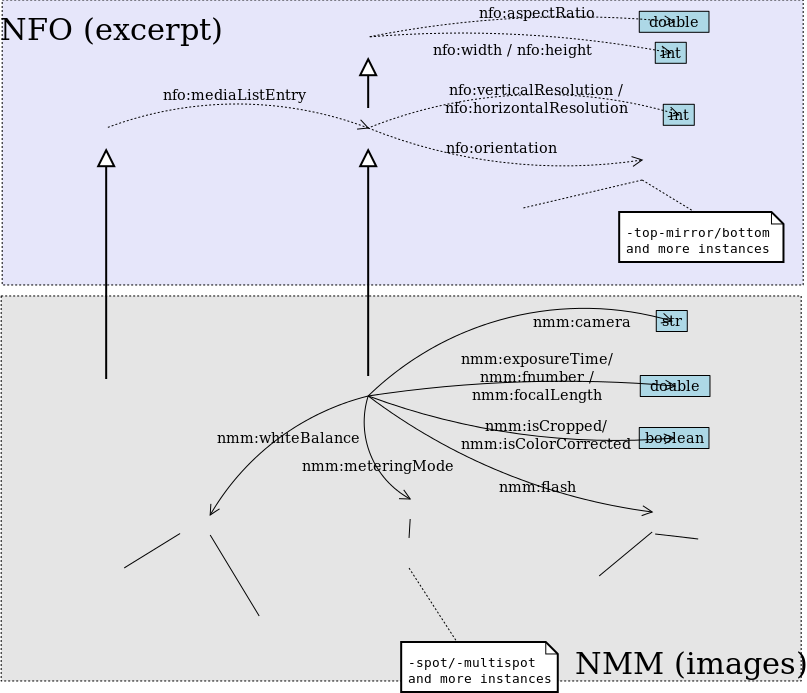 NFO (excerpt)
nfo:aspectRatio
double
nfo:width / nfo:height
int
nfo:mediaListEntry
nfo:verticalResolution /
nfo:horizontalResolution
int
nfo:orientation
-top-mirror/bottom
and more instances
nmm:camera
str
nmm:exposureTime/
nmm:fnumber /
nmm:focalLength
double
nmm:isCropped/
nmm:isColorCorrected
boolean
nmm:whiteBalance
nmm:meteringMode
nmm:flash
-spot/-multispot
and more instances
NMM (images)